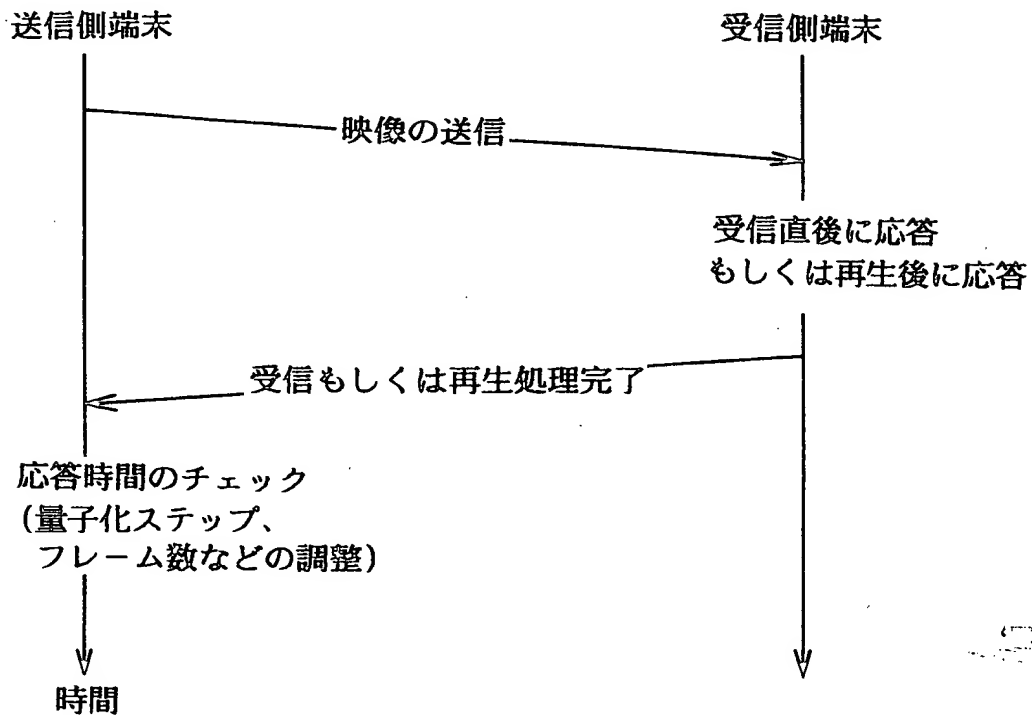 送信側端末
受信側端末
映像の送信
受信直後に応答
もしくは再生後に応答
受信もしくは再生処理完了
応答時間のチェック
(量子化ステップ、
フレーム数などの調整)
時間